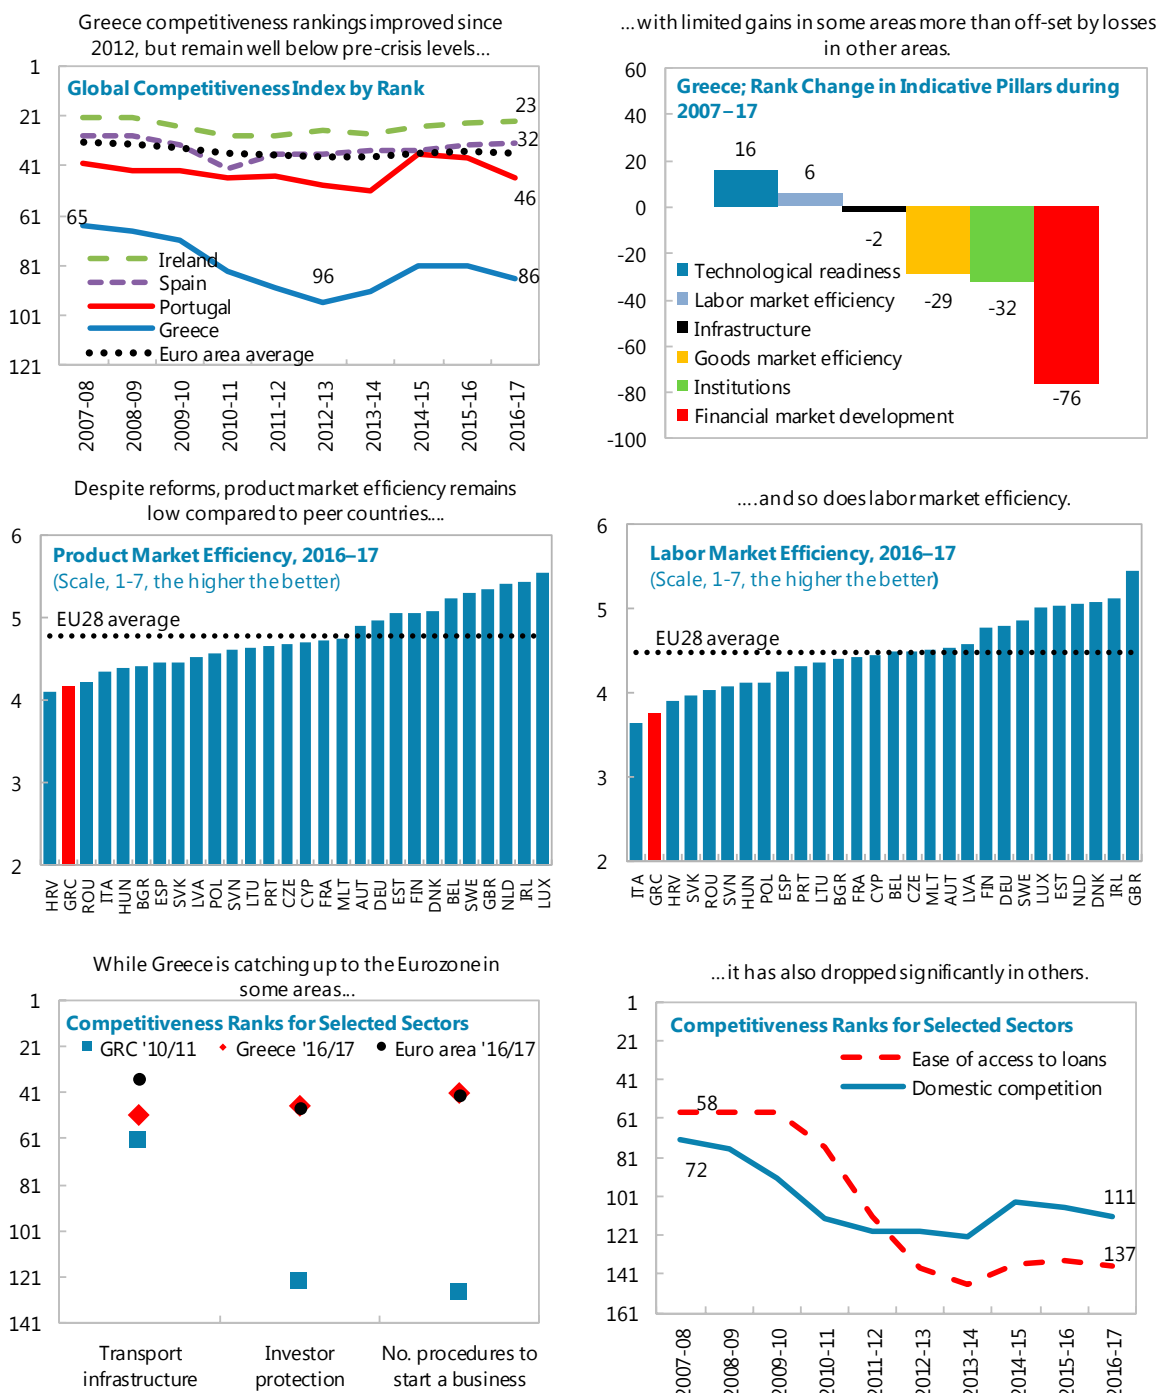 Greece competitiveness rankings improved since
2012, but remain well below pre-crisis levels…
1
21
41
61
81
101
121
Global Competitiveness Index by Rank
23
32
46
65
96
86
Ireland
Spain
Portugal
Greece
Euro area average
2007-08
2008-09
2009-10
2010-11
2011-12
2012-13
2013-14
2014-15
2015-16
2016-17
…with limited gains in some areas more than off-set by losses
in other areas.
60
40
20
0
-20
-40
-60
-80
-100
Greece; Rank Change in Indicative Pillars during
2007–17
16
6
-2
-29
-32
-76
Technological readiness
Labor market efficiency
Infrastructure
Goods market efficiency
Institutions
Financial market development
Despite reforms, product market efficiency remains
low compared to peer countries….
6
5
4
3
2
Product Market Efficiency, 2016–17
(Scale, 1-7, the higher the better)
EU28 average
HRV
GRC
ROU
ITA
HUN
BGR
ESP
SVK
LVA
POL
SVN
LTU
PRT
CZE
CYP
FRA
MLT
AUT
DEU
EST
FIN
DNK
BEL
SWE
GBR
NLD
IRL
LUX
….and so does labor market efficiency.
6
5
4
3
2
Labor Market Efficiency, 2016–17
(Scale, 1-7, the higher the better)
EU28 average
ITA
GRC
HRV
SVK
ROU
SVN
HUN
POL
ESP
PRT
LTU
BGR
FRA
CYP
BEL
CZE
MLT
AUT
LVA
FIN
DEU
SWE
LUX
EST
NLD
DNK
IRL
GBR
While Greece is catching up to the Eurozone in
some areas…
1
21
41
61
81
101
121
141
Competitiveness Ranks for Selected Sectors
GRC '10/11
Greece '16/17
Euro area '16/17
Transport
infrastructure
Investor
protection
No. procedures to
start a business
…it has also dropped significantly in others.
1
21
41
61
81
101
121
141
161
Competitiveness Ranks for Selected Sectors
Ease of access to loans
Domestic competition
58
72
111
137
2007-08
2008-09
2009-10
2010-11
2011-12
2012-13
2013-14
2014-15
2015-16
2016-17